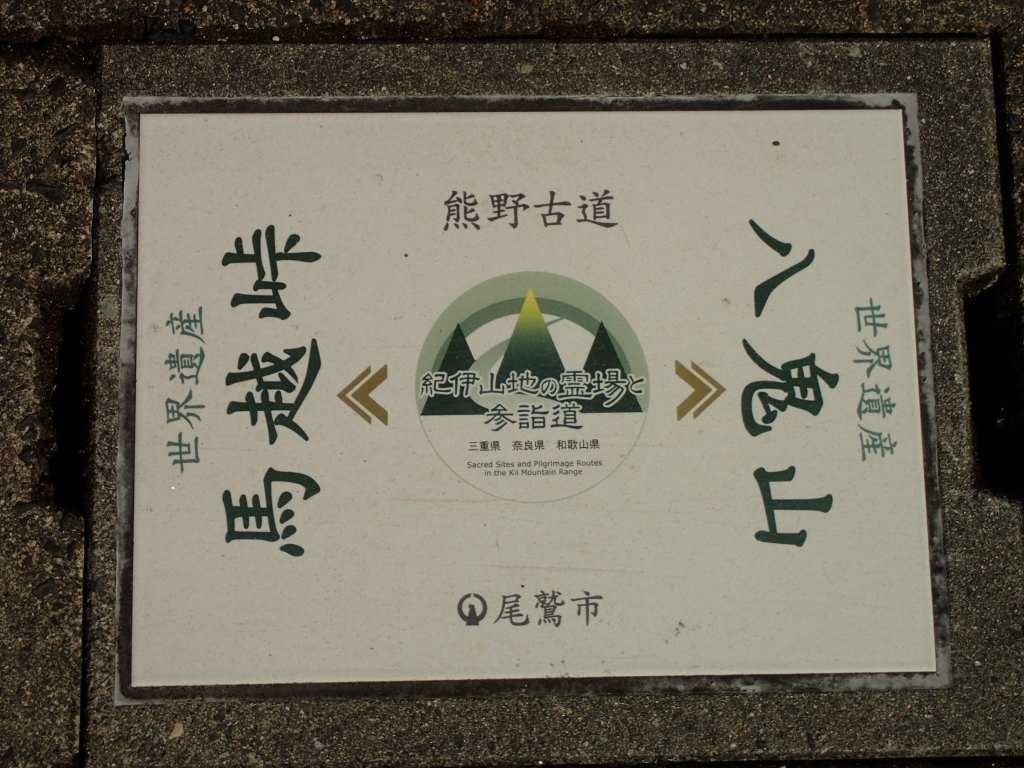 熊野古道
世界遺産
馬越峠
紀伊山地の霊場と
参詣道
三重県 奈良県 和歌山県
Sacred Sites and Pilgrimage Routes
in the Kii Mountain Range
八鬼山
世界遺産
尾鷲市